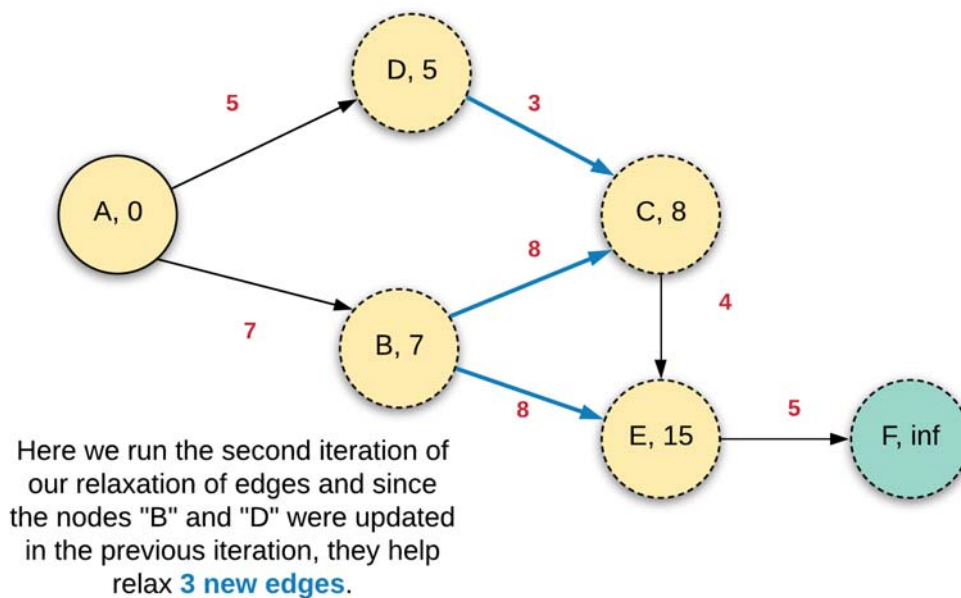 D, 5
5
3
A, 0
C, 8
8
4
7
B, 7
8
5
E, 15
F, inf
Here we run the second iteration of
our relaxation of edges and since
the nodes "B" and "D" were updated
in the previous iteration, they help
relax 3 new edges.